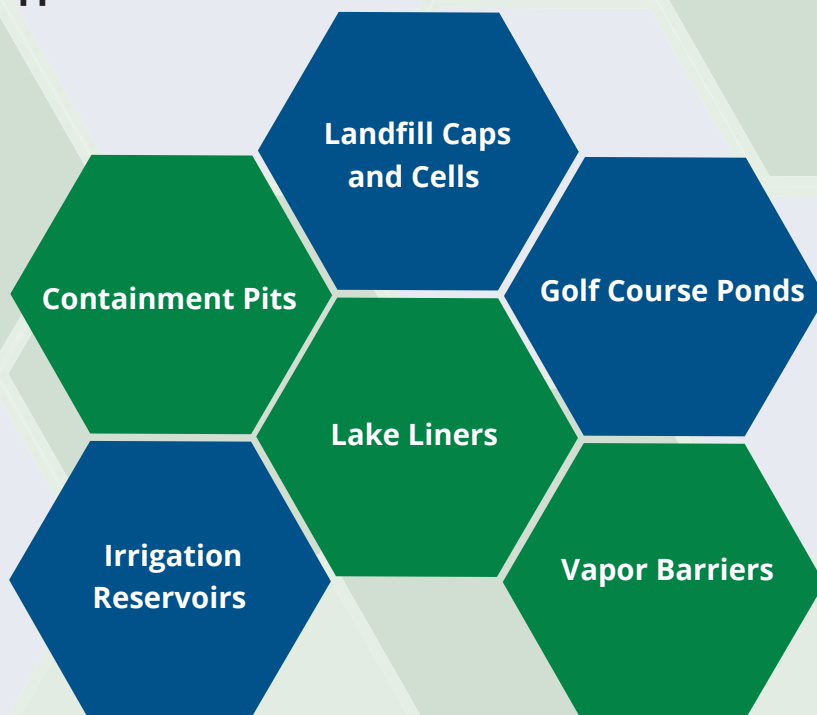 Landfill Caps
and Cells
Containment Pits
Golf Course Ponds
Lake Liners
Irrigation
Reservoirs
Vapor Barriers